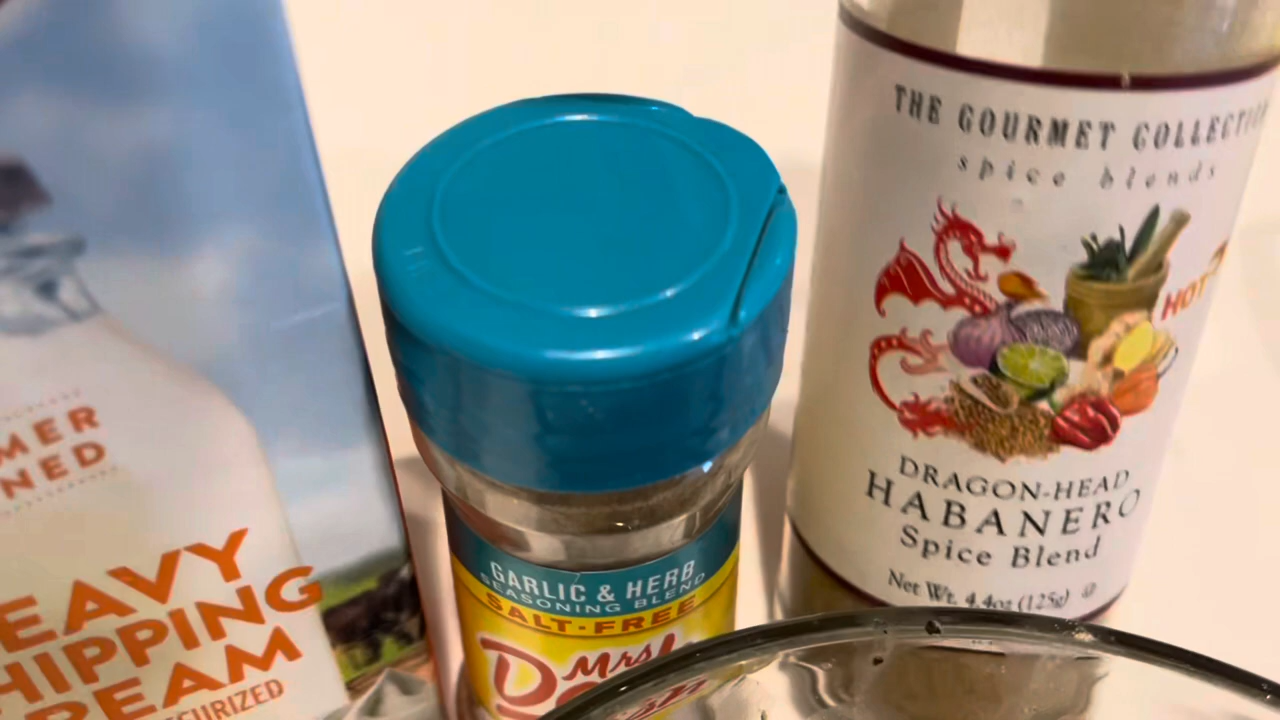 MER
NED
EAVY
HIPPING
REAM
GARLIC & HERB
SEASONING BLEND
SALT-FREE
Mrs.
THE GOURMET COLLECTION
spice blends
HOT
DRAGON-HEAD
HABANERO
Spice Blend
Net Wt. 4.4oz (125g)